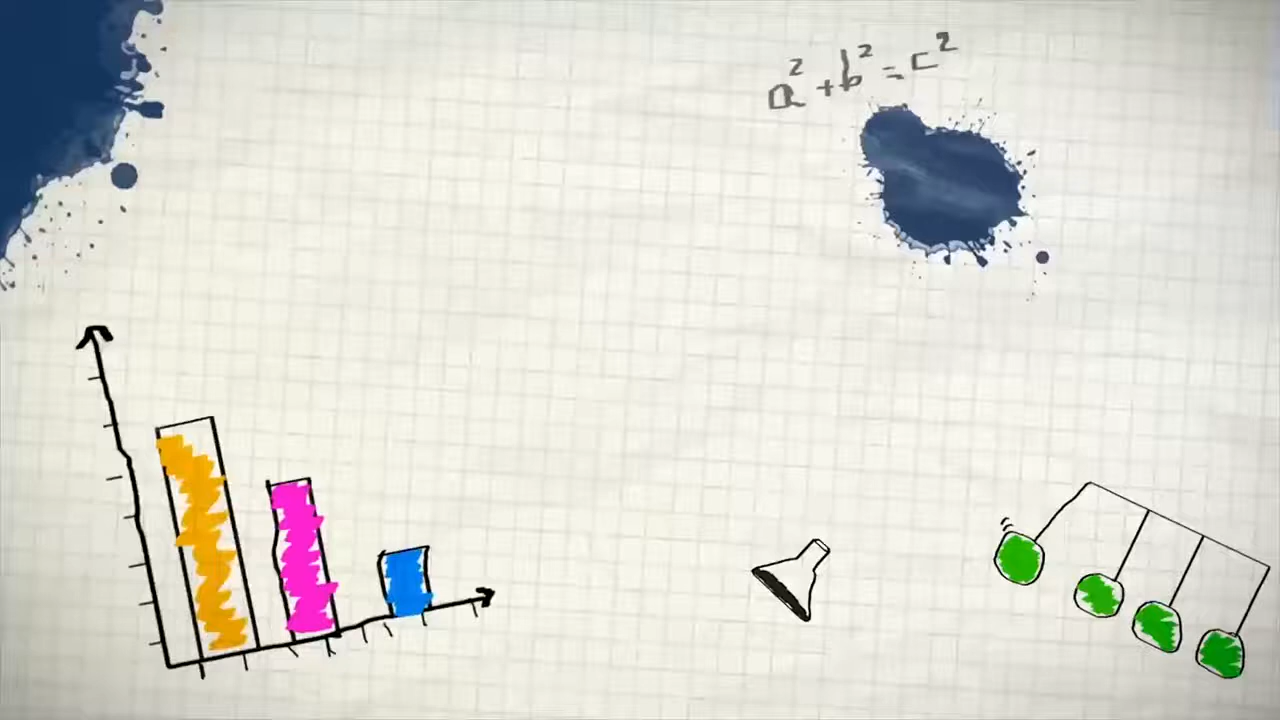 a² + b² = c²